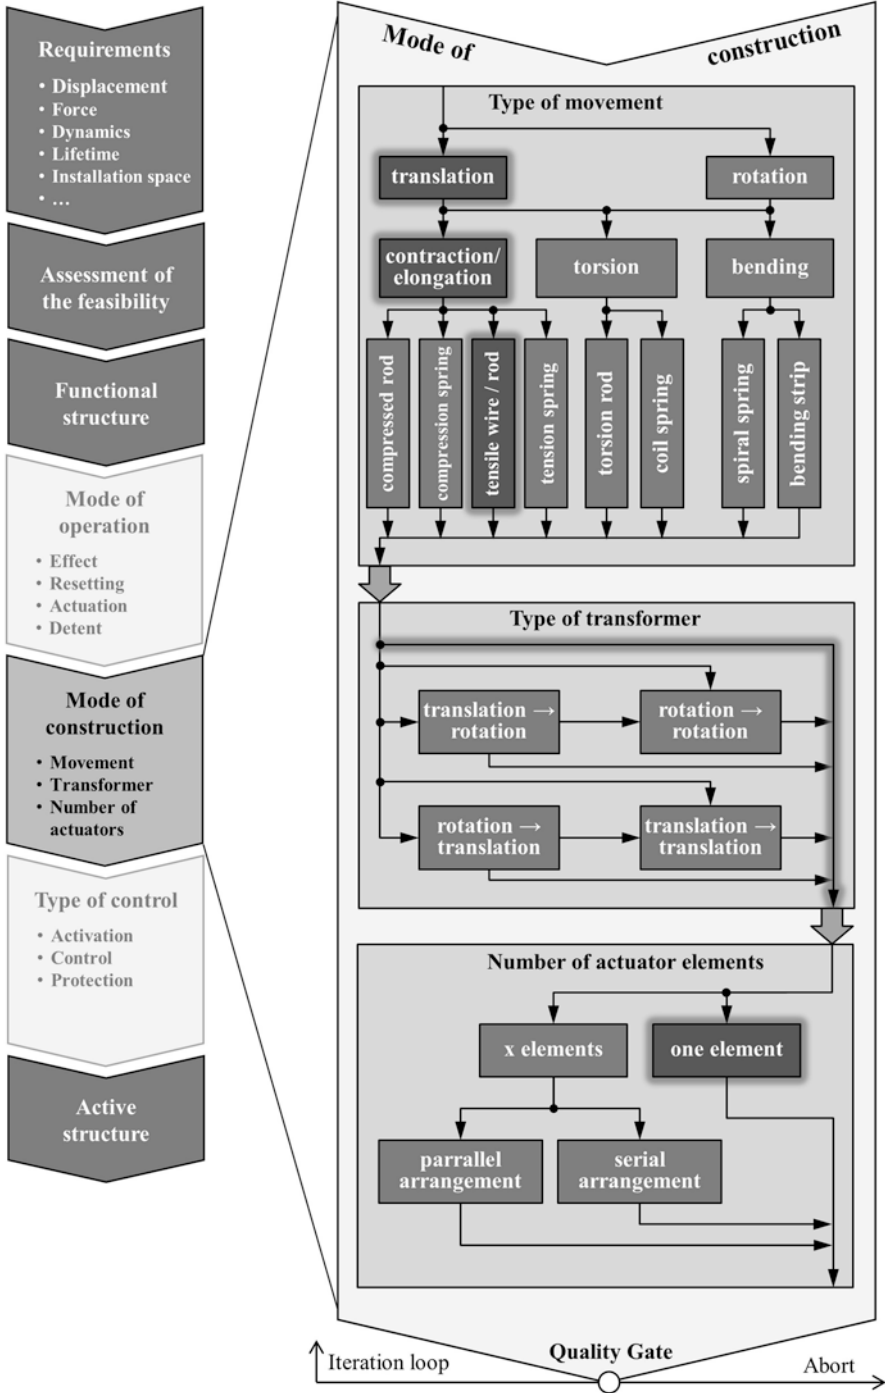 Requirements
• Displacement
• Force
• Dynamics
• Lifetime
• Installation space
• …
Assessment of
the feasibility
Functional
structure
Mode of
operation
• Effect
• Resetting
• Actuation
• Detent
Mode of
construction
• Movement
• Transformer
• Number of
actuators
Type of control
• Activation
• Control
• Protection
Active
structure
Mode of construction
Type of movement
translation
rotation
contraction/
elongation
torsion
bending
compressed rod
compression spring
tensile wire / rod
tension spring
torsion rod
coil spring
spiral spring
bending strip
Type of transformer
translation →
rotation
rotation →
rotation
rotation →
translation
translation →
translation
Number of actuator elements
x elements
one element
parrallel
arrangement
serial
arrangement
Quality Gate
Iteration loop
Abort